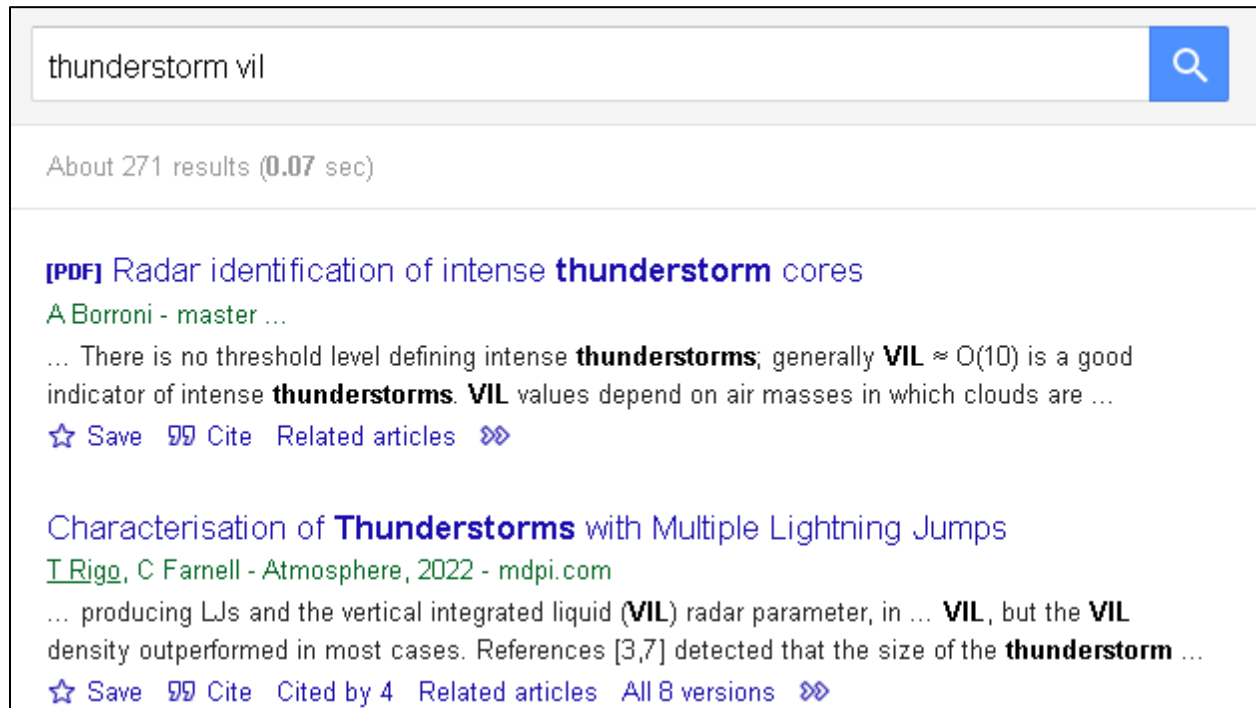 thunderstorm vil
About 271 results (0.07 sec)
[PDF] Radar identification of intense thunderstorm cores
A Borroni - master ...
... There is no threshold level defining intense thunderstorms; generally VIL ≈ O(10) is a good
indicator of intense thunderstorms. VIL values depend on air masses in which clouds are ...
Save Cite Related articles
Characterisation of Thunderstorms with Multiple Lightning Jumps
T Rigo, C Farnell - Atmosphere, 2022 - mdpi.com
... producing LJs and the vertical integrated liquid (VIL) radar parameter, in ... VIL, but the VIL
density outperformed in most cases. References [3,7] detected that the size of the thunderstorm ...
Save Cite Cited by 4 Related articles All 8 versions